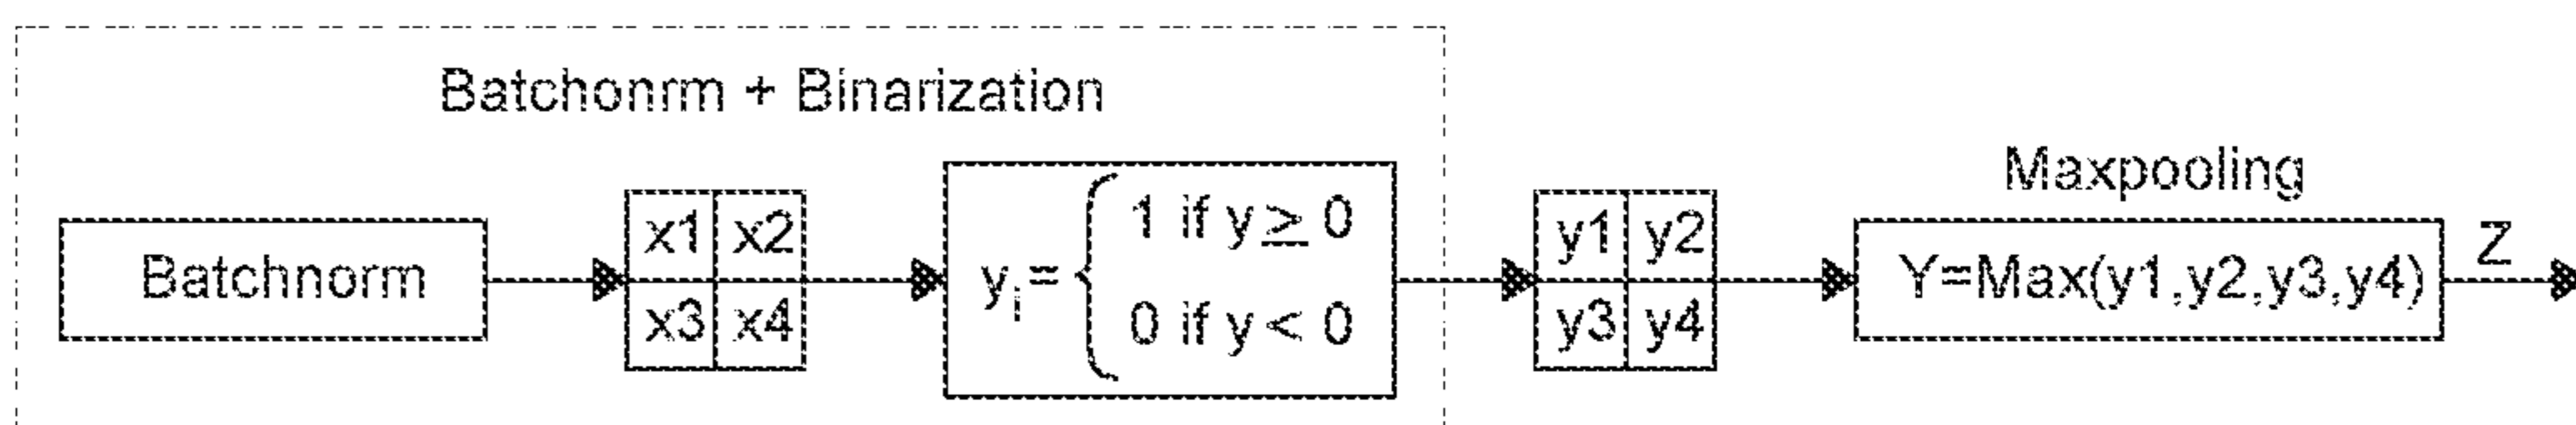 Batchonrm + Binarization
Maxpooling
Batchnorm
x1 x2
x3 x4
yi= { 1 if y ≥ 0
0 if y < 0
y1 y2
y3 y4
Y=Max(y1,y2,y3,y4)
Z